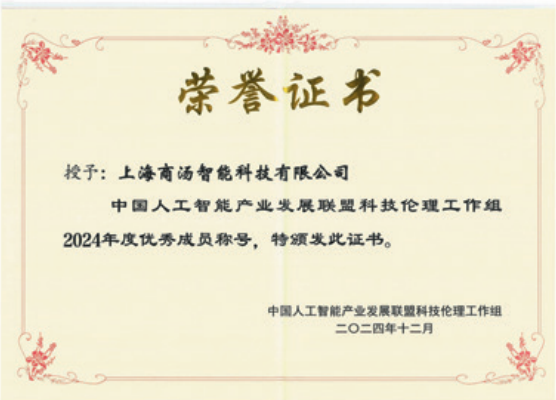 荣誉证书
授予：上海商汤智能科技有限公司
中国人工智能产业发展联盟科技伦理工作组
2024年度优秀成员称号，特颁发此证书。
中国人工智能产业发展联盟科技伦理工作组
二〇二四年十二月